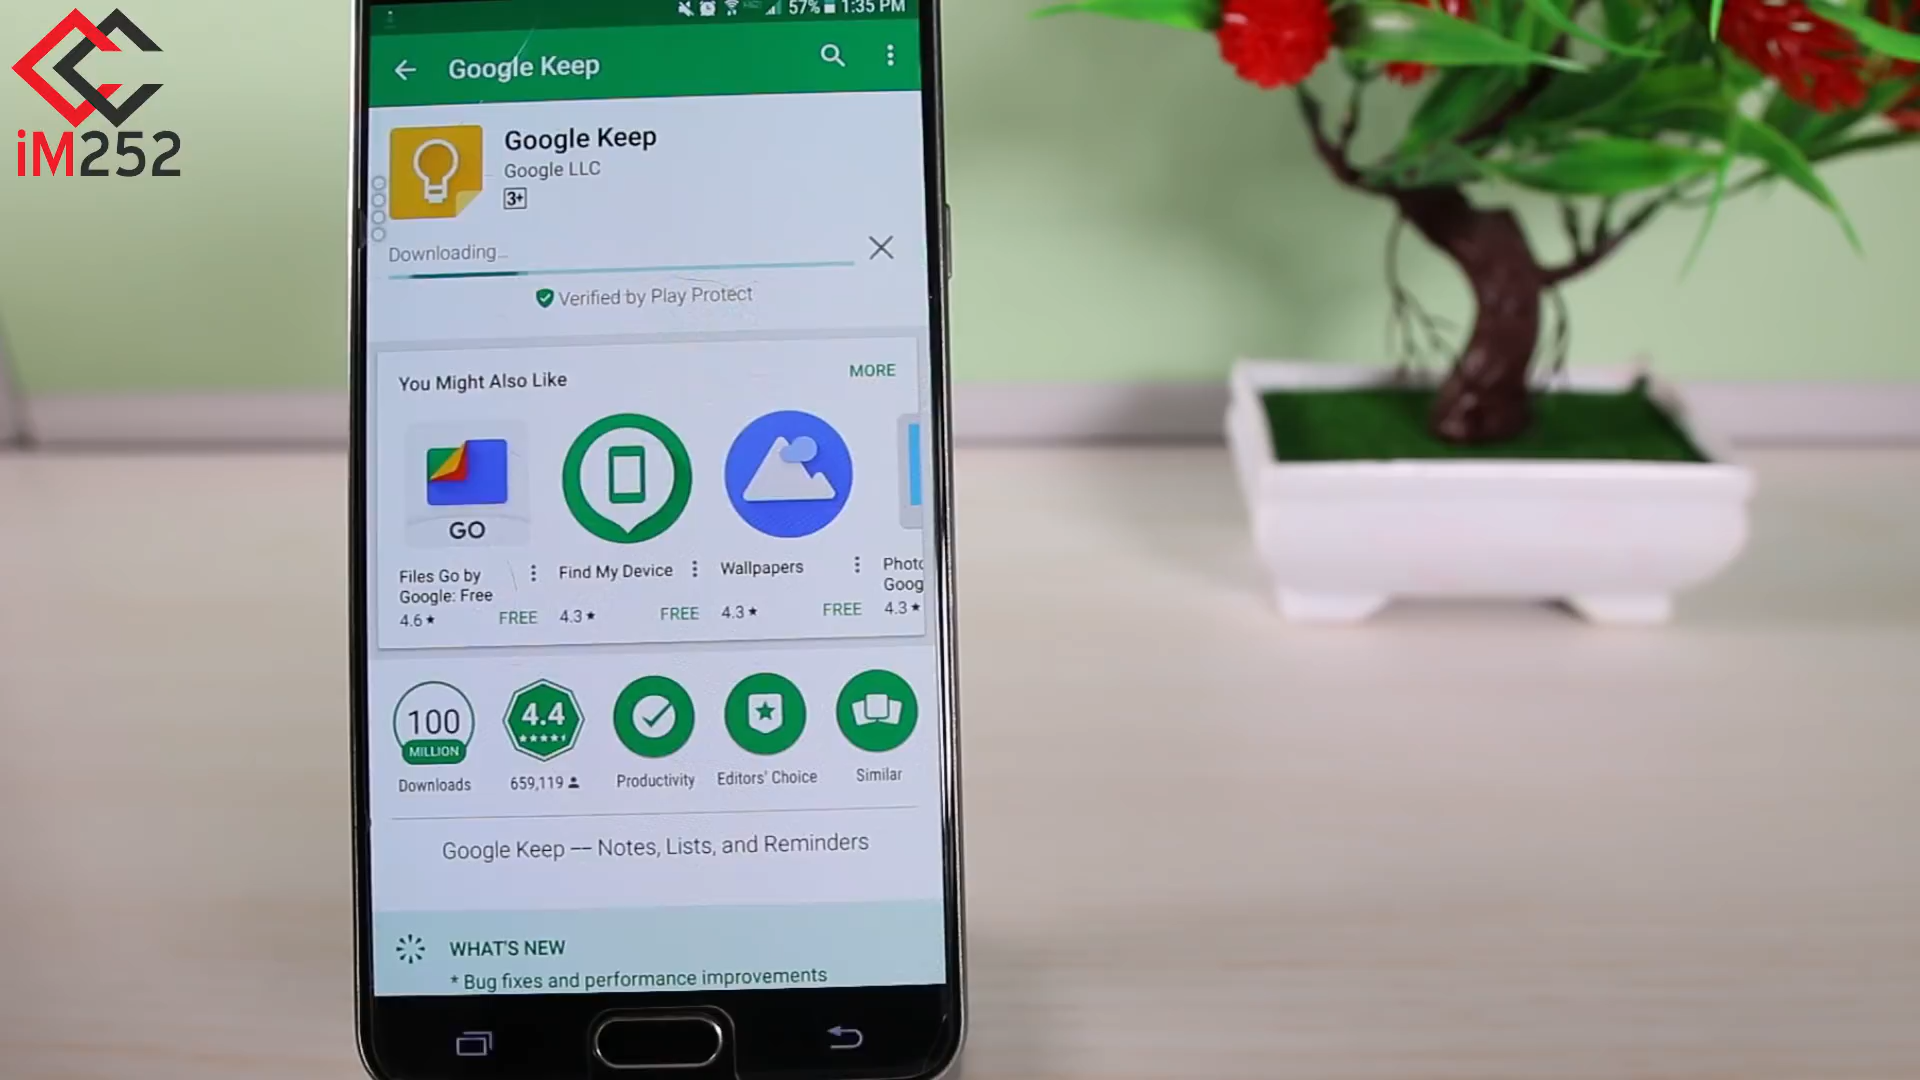 iM252
57% 1:35 PM
Google Keep
Google Keep
Google LLC
3+
Downloading...
Verified by Play Protect
You Might Also Like
MORE
GO
Files Go by
Google: Free
4.6★ FREE
Find My Device
4.3★ FREE
Wallpapers
4.3★ FREE
Goog
4.3★
100
MILLION
Downloads
4.4
659,119
Productivity
Editors' Choice
Similar
Google Keep –– Notes, Lists, and Reminders
WHAT'S NEW
* Bug fixes and performance improvements